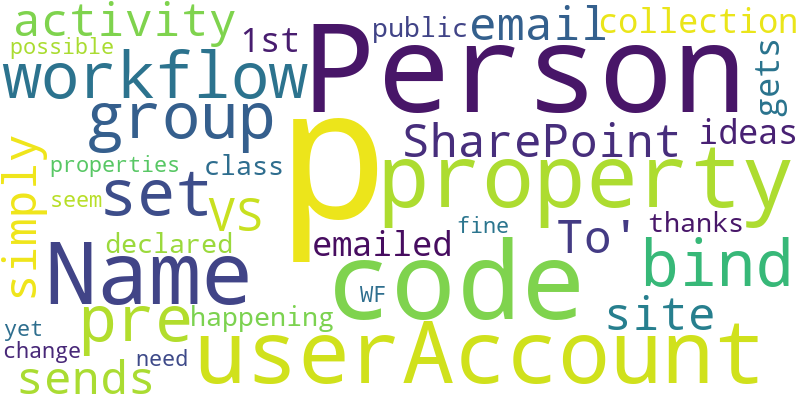 activity
1st
public
email
collection
possible
workflow
Person
gets
group
p
SharePoint
ideas
simply
properties
class
property
seem
set
VS
fine
To'
thanks
declared
emailed
bind
Name
code
WF
pre
happening
site
yet
userAccount
change
need
sends